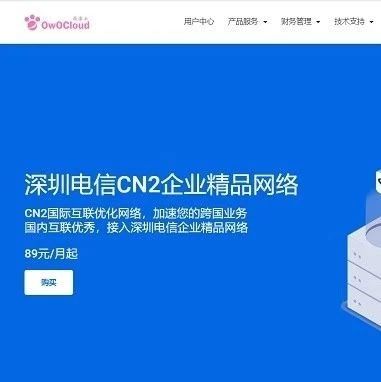 OwOCloud
用户中心 产品服务 财务管理 技术支持
深圳电信CN2企业精品网络
CN2国际互联优化网络，加速您的跨国业务
国内互联优秀，接入深圳电信企业精品网络
89元/月起
购买